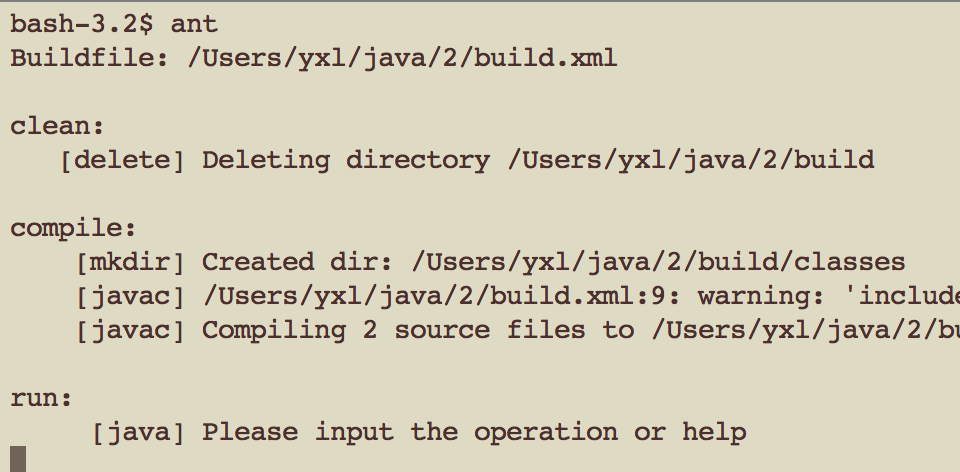 bash-3.2$ ant
Buildfile: /Users/yxl/java/2/build.xml
clean:
[delete] Deleting directory /Users/yxl/java/2/build
compile:
[mkdir] Created dir: /Users/yxl/java/2/build/classes
[javac] /Users/yxl/java/2/build.xml:9: warning: 'include
[javac] Compiling 2 source files to /Users/yxl/java/2/bu
run:
[java] Please input the operation or help